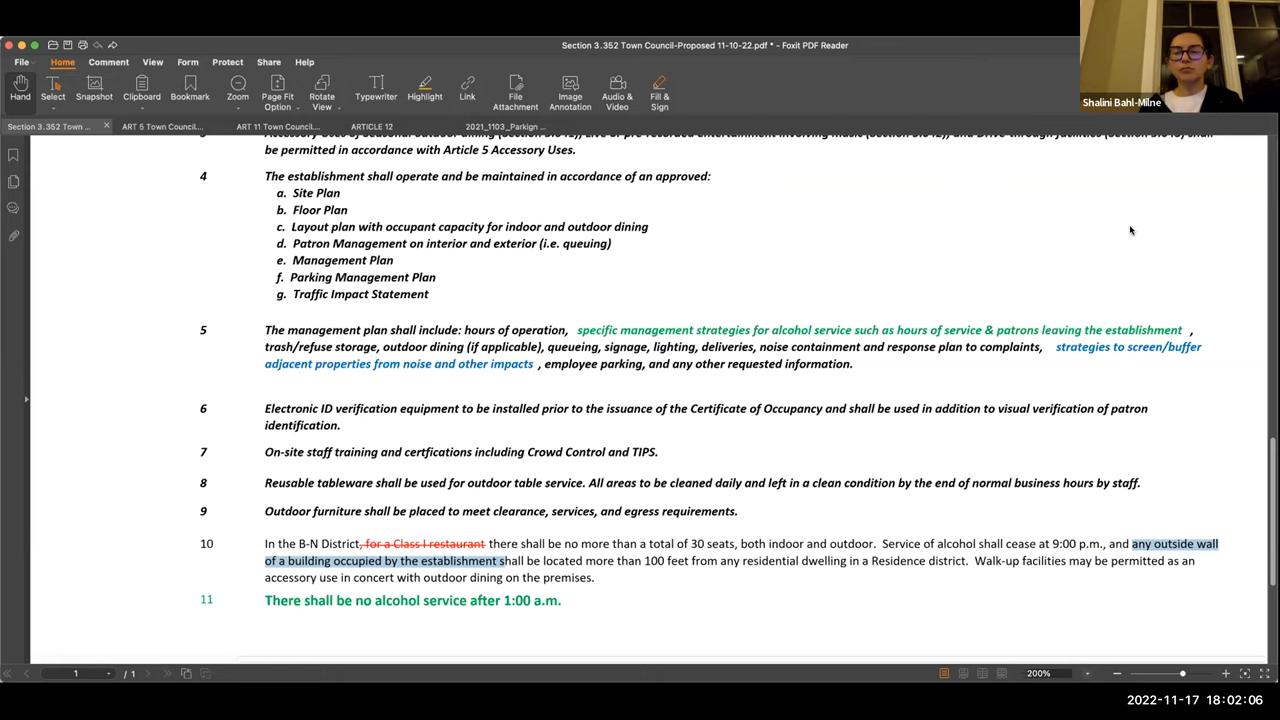 Section 3.352 Town Council-Proposed 11-10-22.pdf * - Foxit PDF Reader
File Home Comment View Form Protect Share Help
Hand Select Snapshot Clipboard Bookmark Zoom Page Fit Option Rotate View Typewriter Highlight Link File Attachment Image Annotation Audio & Video Fill & Sign
Shalini Bahl-Milne
Section 3.352 Town ... ART 5 Town Council.... ART 11 Town Council.... ARTICLE 12 2021_1103_Parkign ...
be permitted in accordance with Article 5 Accessory Uses.
4 The establishment shall operate and be maintained in accordance of an approved:
a. Site Plan
b. Floor Plan
c. Layout plan with occupant capacity for indoor and outdoor dining
d. Patron Management on interior and exterior (i.e. queuing)
e. Management Plan
f. Parking Management Plan
g. Traffic Impact Statement
5 The management plan shall include: hours of operation, specific management strategies for alcohol service such as hours of service & patrons leaving the establishment ,
trash/refuse storage, outdoor dining (if applicable), queueing, signage, lighting, deliveries, noise containment and response plan to complaints, strategies to screen/buffer
adjacent properties from noise and other impacts , employee parking, and any other requested information.
6 Electronic ID verification equipment to be installed prior to the issuance of the Certificate of Occupancy and shall be used in addition to visual verification of patron
identification.
7 On-site staff training and certfications including Crowd Control and TIPS.
8 Reusable tableware shall be used for outdoor table service. All areas to be cleaned daily and left in a clean condition by the end of normal business hours by staff.
9 Outdoor furniture shall be placed to meet clearance, services, and egress requirements.
10 In the B-N District, for a Class I restaurant there shall be no more than a total of 30 seats, both indoor and outdoor. Service of alcohol shall cease at 9:00 p.m., and any outside wall
of a building occupied by the establishment shall be located more than 100 feet from any residential dwelling in a Residence district. Walk-up facilities may be permitted as an
accessory use in concert with outdoor dining on the premises.
11 There shall be no alcohol service after 1:00 a.m.
1 / 1 200%
2022-11-17 18:02:06